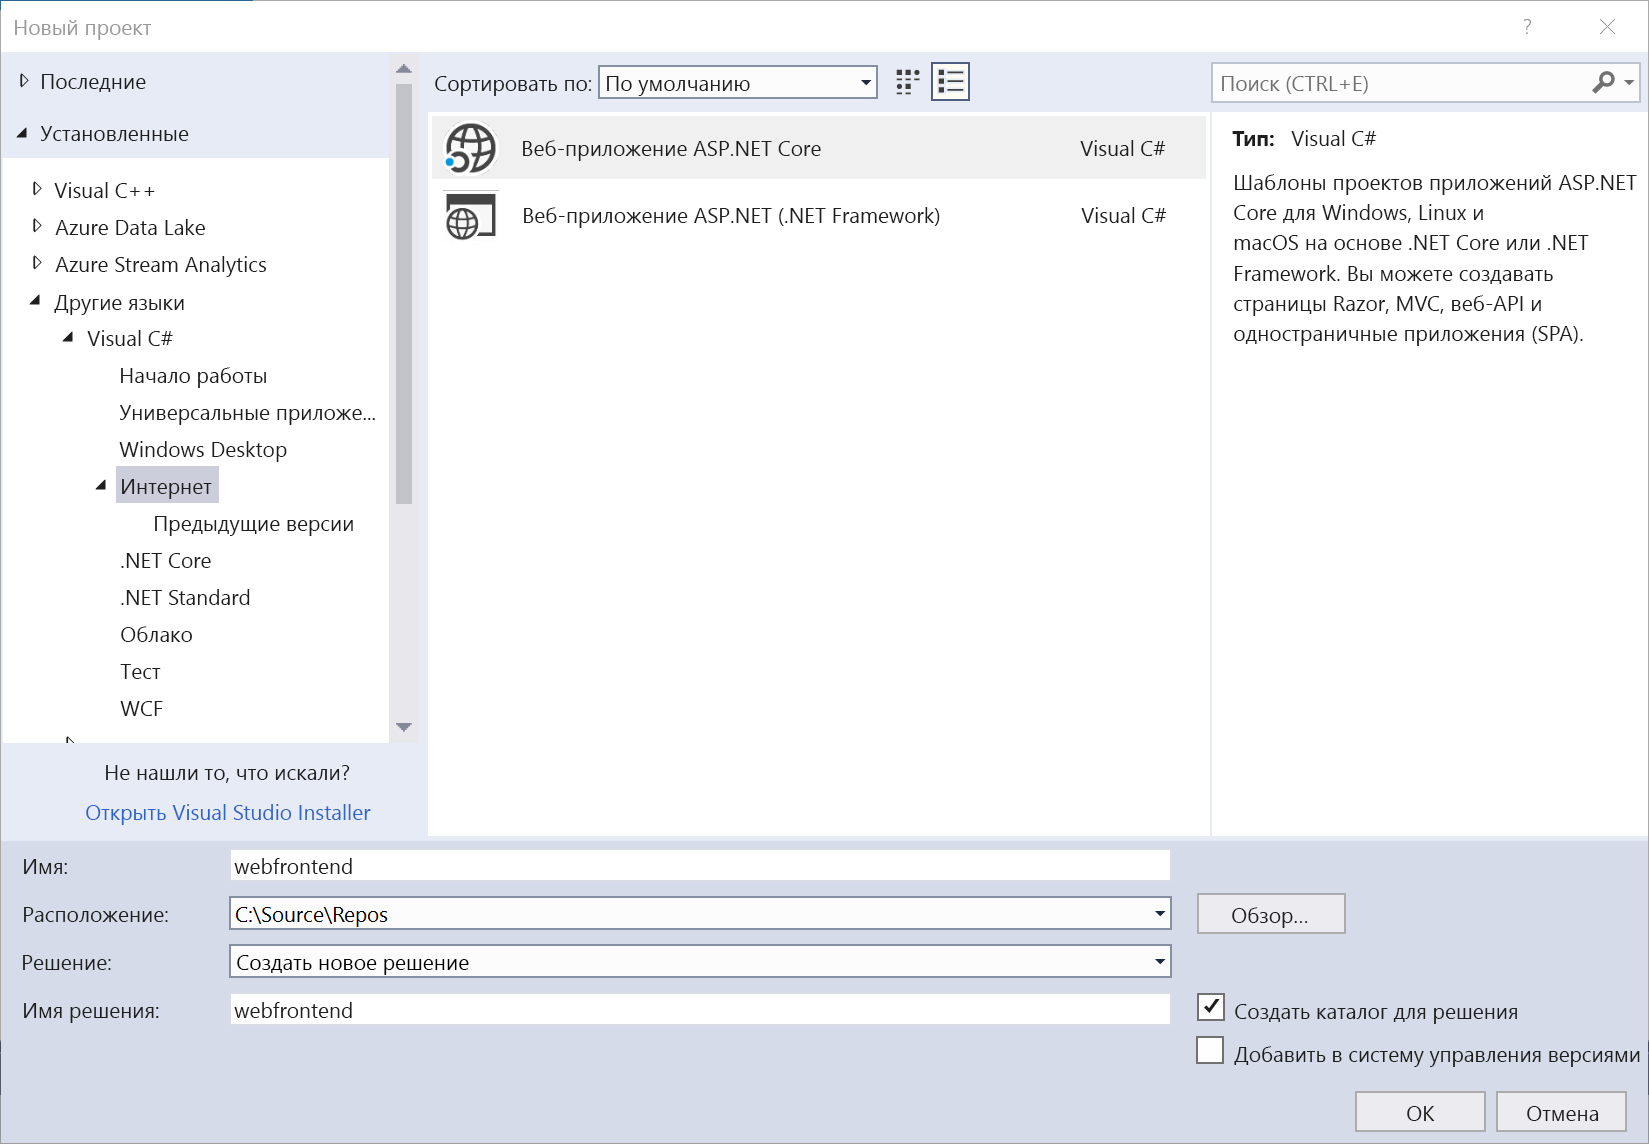 Новый проект
?
Последние
Установленные
Visual C++
Azure Data Lake
Azure Stream Analytics
Другие языки
Visual C#
Начало работы
Универсальные приложе...
Windows Desktop
Интернет
Предыдущие версии
.NET Core
.NET Standard
Облако
Тест
WCF
Не нашли то, что искали?
Открыть Visual Studio Installer
Сортировать по: По умолчанию
Веб-приложение ASP.NET Core Visual C#
Веб-приложение ASP.NET (.NET Framework) Visual C#
Поиск (CTRL+E)
Тип: Visual C#
Шаблоны проектов приложений ASP.NET
Core для Windows, Linux и
macOS на основе .NET Core или .NET
Framework. Вы можете создавать
страницы Razor, MVC, веб-API и
одностраничные приложения (SPA).
Имя: webfrontend
Расположение: C:\Source\Repos Обзор...
Решение: Создать новое решение
Имя решения: webfrontend
Создать каталог для решения
Добавить в систему управления версиями
OK Отмена